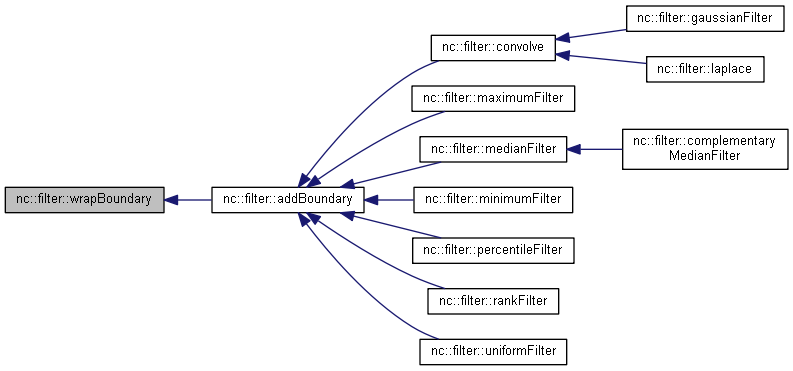 nc::filter::wrapBoundary
nc::filter::addBoundary
nc::filter::convolve
nc::filter::gaussianFilter
nc::filter::laplace
nc::filter::maximumFilter
nc::filter::medianFilter
nc::filter::complementary
MedianFilter
nc::filter::minimumFilter
nc::filter::percentileFilter
nc::filter::rankFilter
nc::filter::uniformFilter